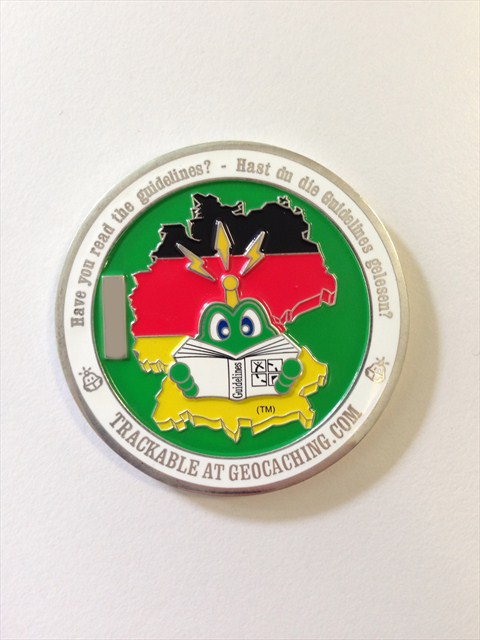 Have you read the guidelines? - Hast du die Guidelines gelesen?
Guidelines
(TM)
TRACKABLE AT GEOCACHING.COM